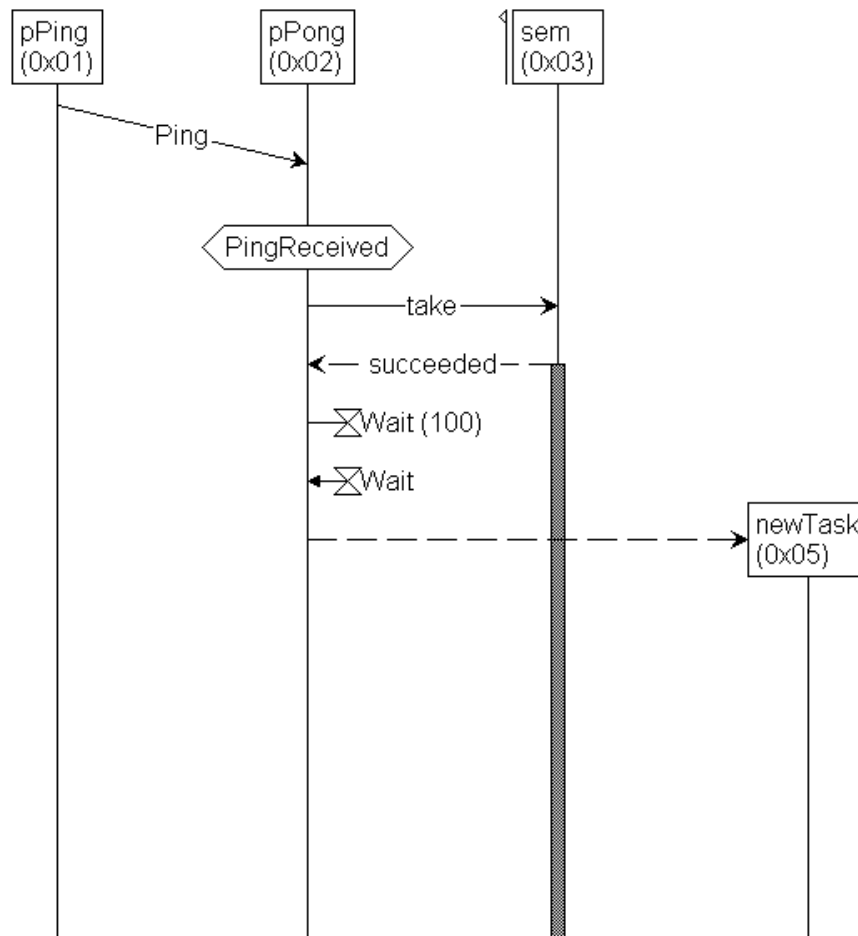 pPing
(0x01)
pPong
(0x02)
sem
(0x03)
Ping
PingReceived
take
succeeded
Wait (100)
Wait
newTask
(0x05)